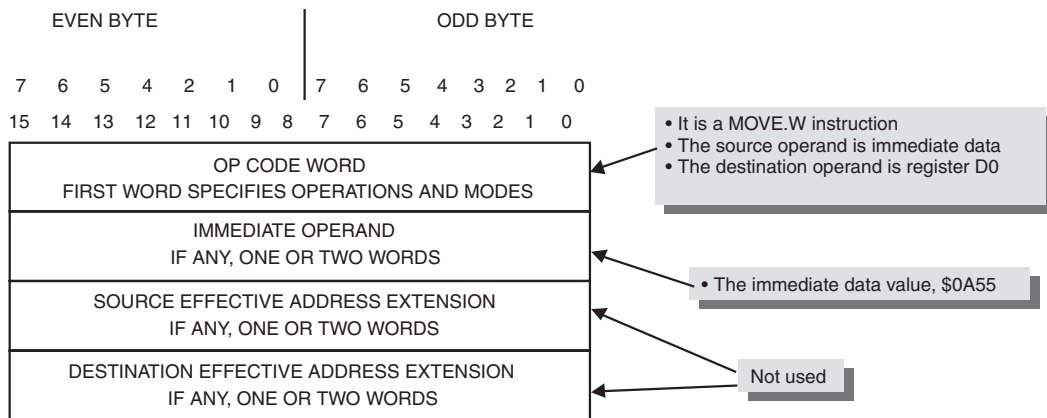 EVEN BYTE ODD BYTE
7 6 5 4 2 1 0 7 6 5 4 3 2 1 0
15 14 13 12 11 10 9 8 7 6 5 4 3 2 1 0
OP CODE WORD
FIRST WORD SPECIFIES OPERATIONS AND MODES
IMMEDIATE OPERAND
IF ANY, ONE OR TWO WORDS
SOURCE EFFECTIVE ADDRESS EXTENSION
IF ANY, ONE OR TWO WORDS
DESTINATION EFFECTIVE ADDRESS EXTENSION
IF ANY, ONE OR TWO WORDS
• It is a MOVE.W instruction
• The source operand is immediate data
• The destination operand is register D0
• The immediate data value, $0A55
Not used